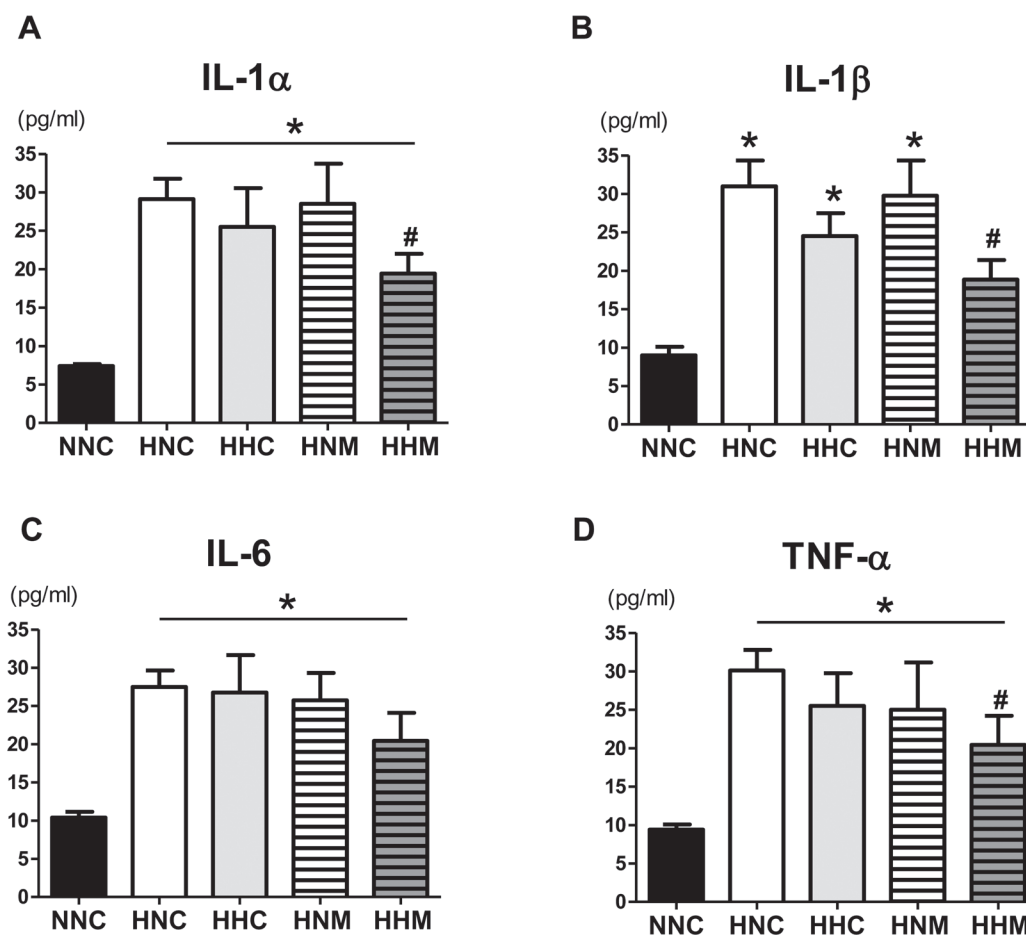 A
IL-1α
(pg/ml)
*
35
30
25
20
15
10
5
0
#
NNC HNC HHC HNM HHM
B
IL-1β
(pg/ml)
* * *
35
30
25
20
15
10
5
0
#
NNC HNC HHC HNM HHM
C
IL-6
(pg/ml)
*
35
30
25
20
15
10
5
0
NNC HNC HHC HNM HHM
D
TNF-α
(pg/ml)
*
35
30
25
20
15
10
5
0
#
NNC HNC HHC HNM HHM